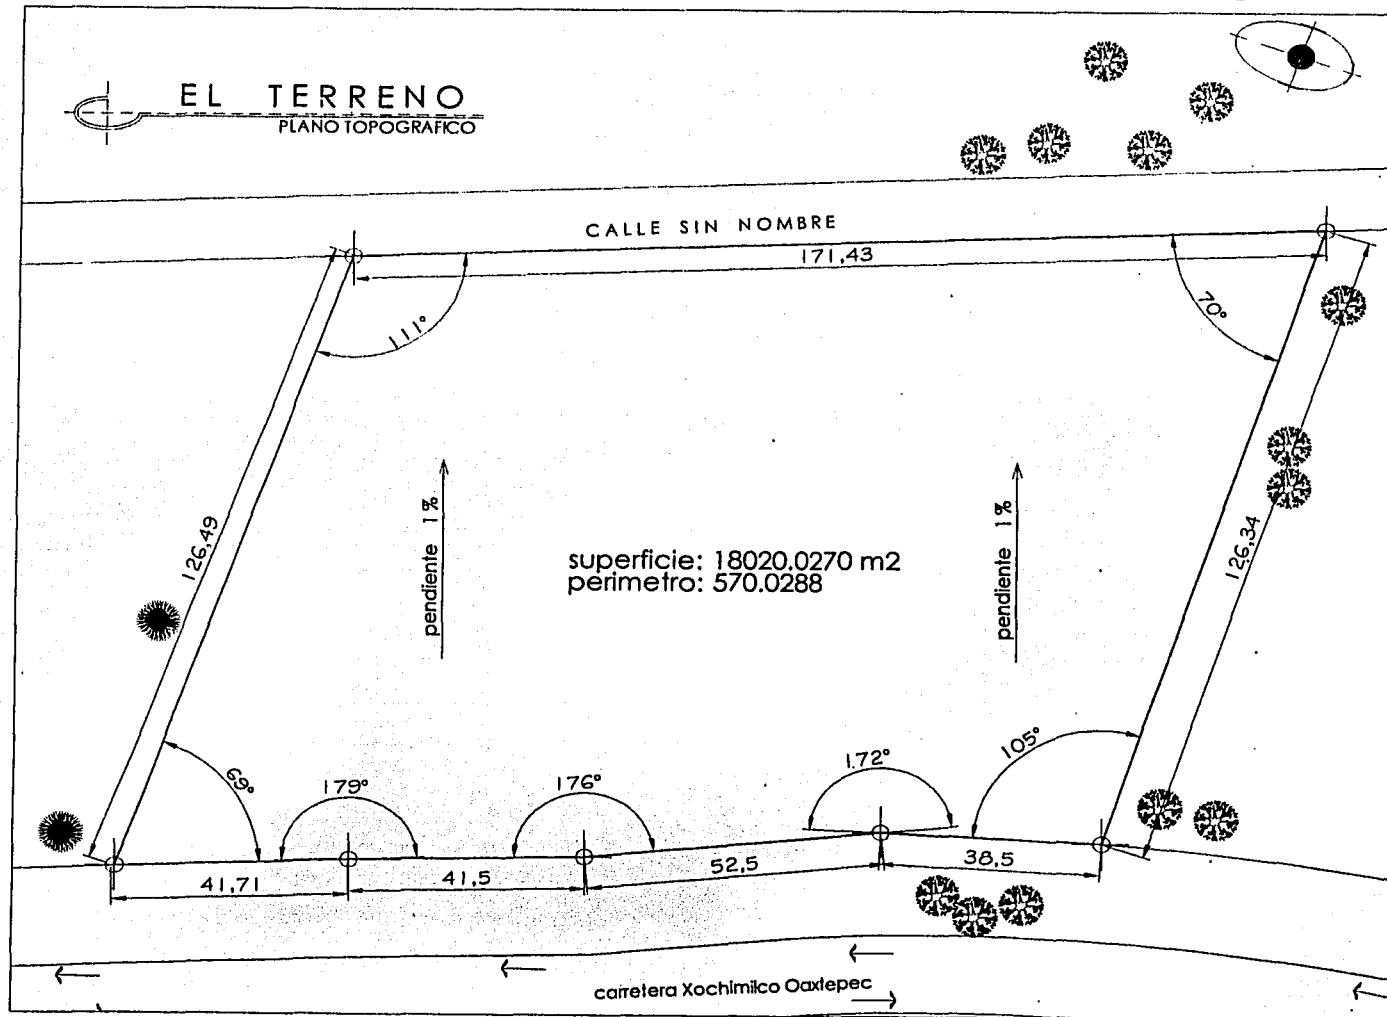 EL TERRENO
PLANO TOPOGRAFICO
CALLE SIN NOMBRE
171,43
111°
70°
126,49
pendiente 1%
pendiente 1%
126,34
superficie: 18020.0270 m2
perimetro: 570.0288
69°
179°
176°
172°
105°
41,71
41,5
52,5
38,5
carretera Xochimilco Oaxtepec